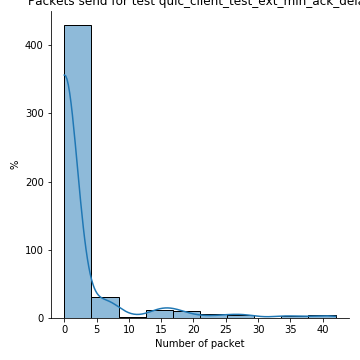 Packets send for test quic_client_test_ext_min_ack_dela
%
400
300
200
100
0
0 5 10 15 20 25 30 35 40
Number of packet